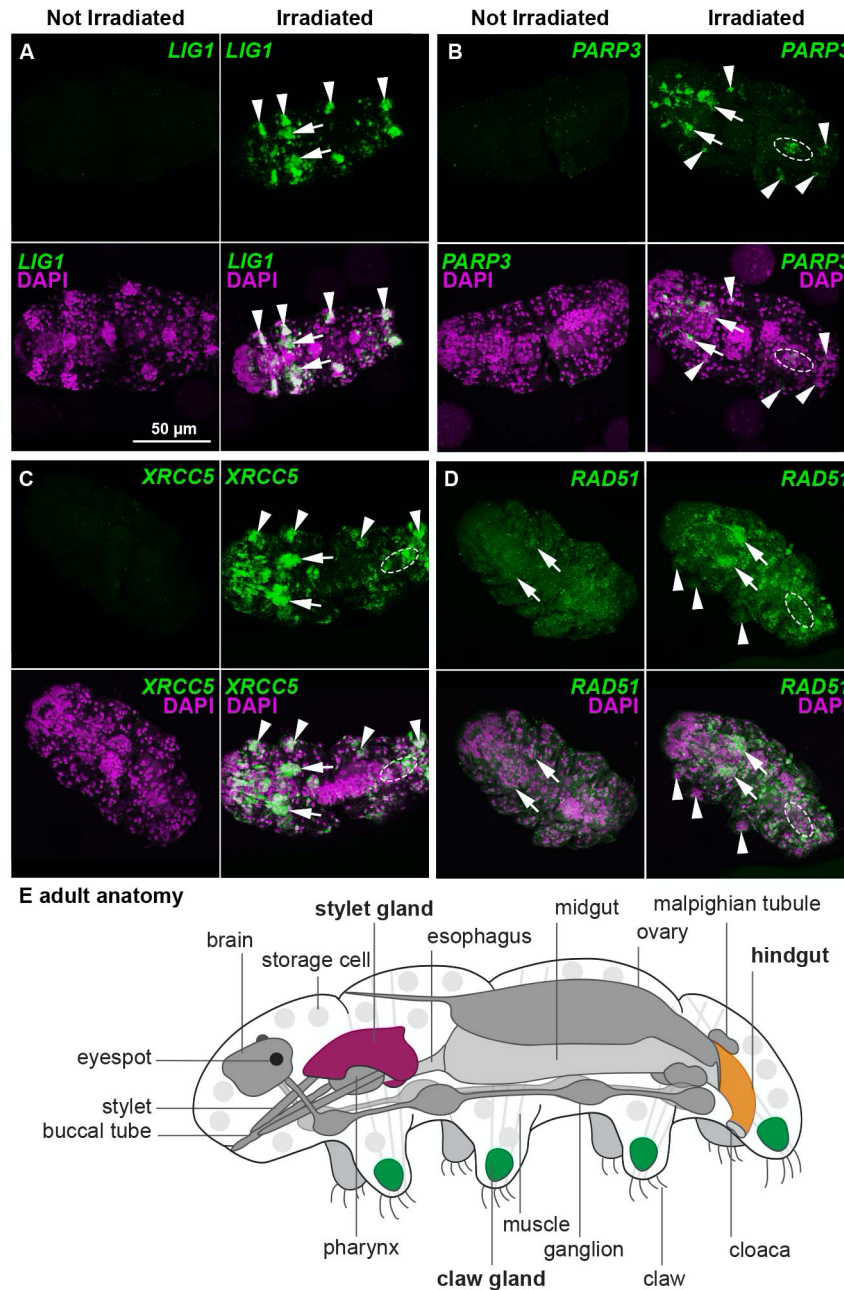 Not Irradiated Irradiated Not Irradiated Irradiated
A LIG1 LIG1 B PARP3 PARP3
LIG1 LIG1 PARP3 PARP3
DAPI DAPI DAPI DAP
50 µm
C XRCC5 XRCC5 D RAD51 RAD51
XRCC5 XRCC5 RAD51 RAD51
DAPI DAPI DAPI DAP
E adult anatomy
stylet gland midgut malpighian tubule
brain esophagus ovary
storage cell hindgut
eyespot
stylet
buccal tube
muscle
pharynx ganglion cloaca
claw gland claw